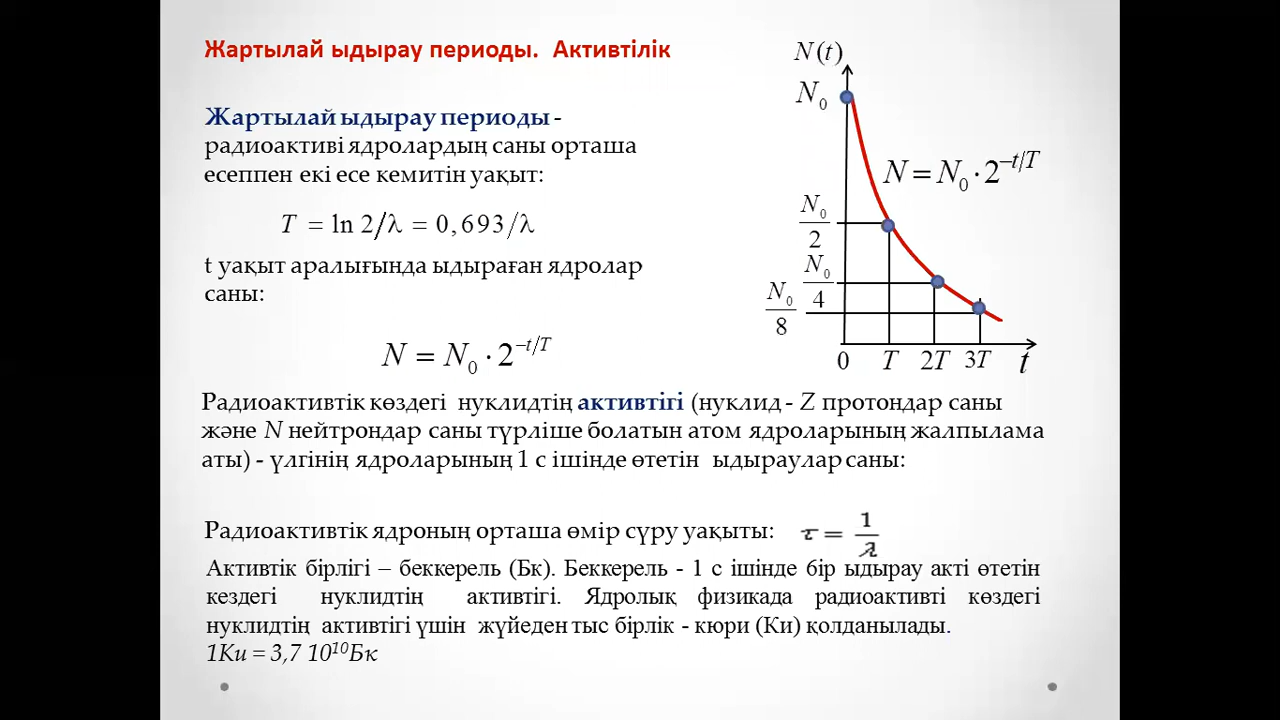 Жартылай ыдырау периоды. Активтілік
Жартылай ыдырау периоды -
радиоактиві ядролардың саны орташа
есеппен екі есе кемитін уақыт:
T = ln 2/λ = 0,693/λ
t уақыт аралығында ыдыраған ядролар
саны:
N = N₀ · 2^(−t/T)
N(t)
N₀
N = N₀ · 2^(−t/T)
N₀/2
N₀/4
N₀/8
0 T 2T 3T t
Радиоактивтік көздегі нуклидтің активтігі (нуклид - Z протондар саны
және N нейтрондар саны түрліше болатын атом ядроларының жалпылама
аты) - үлгінің ядроларының 1 с ішінде өтетін ыдыраулар саны:
Радиоактивтік ядроның орташа өмір сүру уақыты: τ = 1/λ
Активтік бірлігі – беккерель (Бк). Беккерель - 1 с ішінде 6ір ыдырау акті өтетін
кездегі нуклидтің активтігі. Ядролық физикада радиоактивті көздегі
нуклидтің активтігі үшін жүйеден тыс бірлік - кюри (Ки) қолданылады.
1Ки = 3,7 10¹⁰Бк